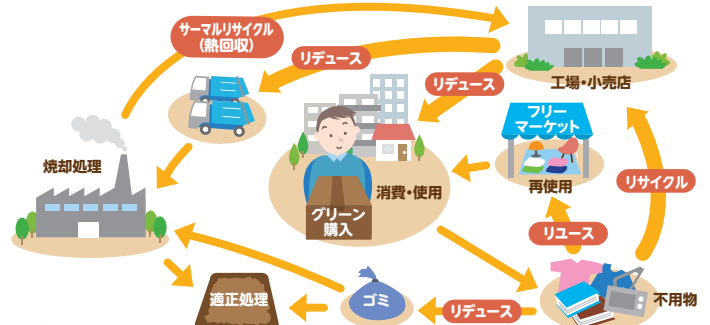 サーマルリサイクル
(熱回収)
リデュース
工場・小売店
リデュース
フリー
マーケット
焼却処理
再使用
リサイクル
消費・使用
グリーン
購入
リユース
適正処理
ゴミ
リデュース
不用物